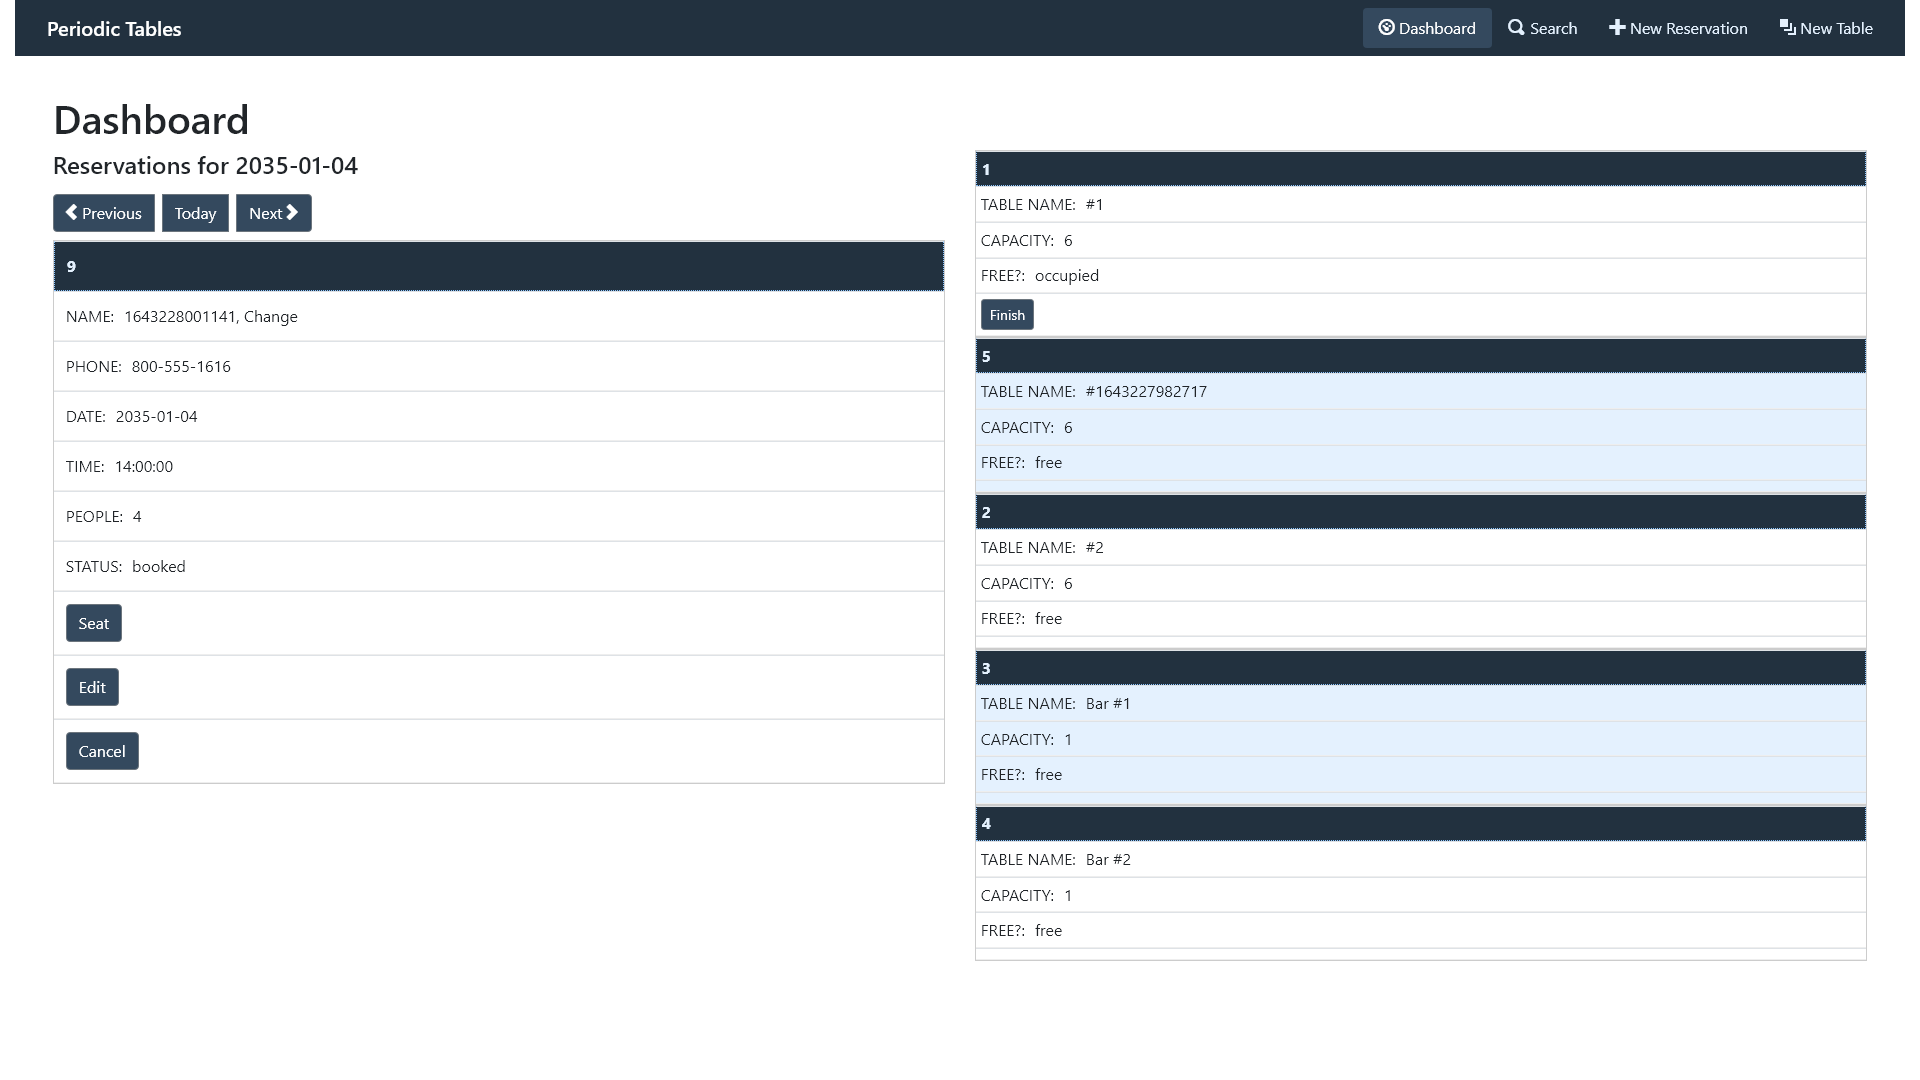 Periodic Tables
Dashboard
Search
New Reservation
New Table
Dashboard
Reservations for 2035-01-04
Previous
Today
Next
9
NAME: 1643228001141, Change
PHONE: 800-555-1616
DATE: 2035-01-04
TIME: 14:00:00
PEOPLE: 4
STATUS: booked
Seat
Edit
Cancel
1
TABLE NAME: #1
CAPACITY: 6
FREE?: occupied
Finish
5
TABLE NAME: #1643227982717
CAPACITY: 6
FREE?: free
2
TABLE NAME: #2
CAPACITY: 6
FREE?: free
3
TABLE NAME: Bar #1
CAPACITY: 1
FREE?: free
4
TABLE NAME: Bar #2
CAPACITY: 1
FREE?: free